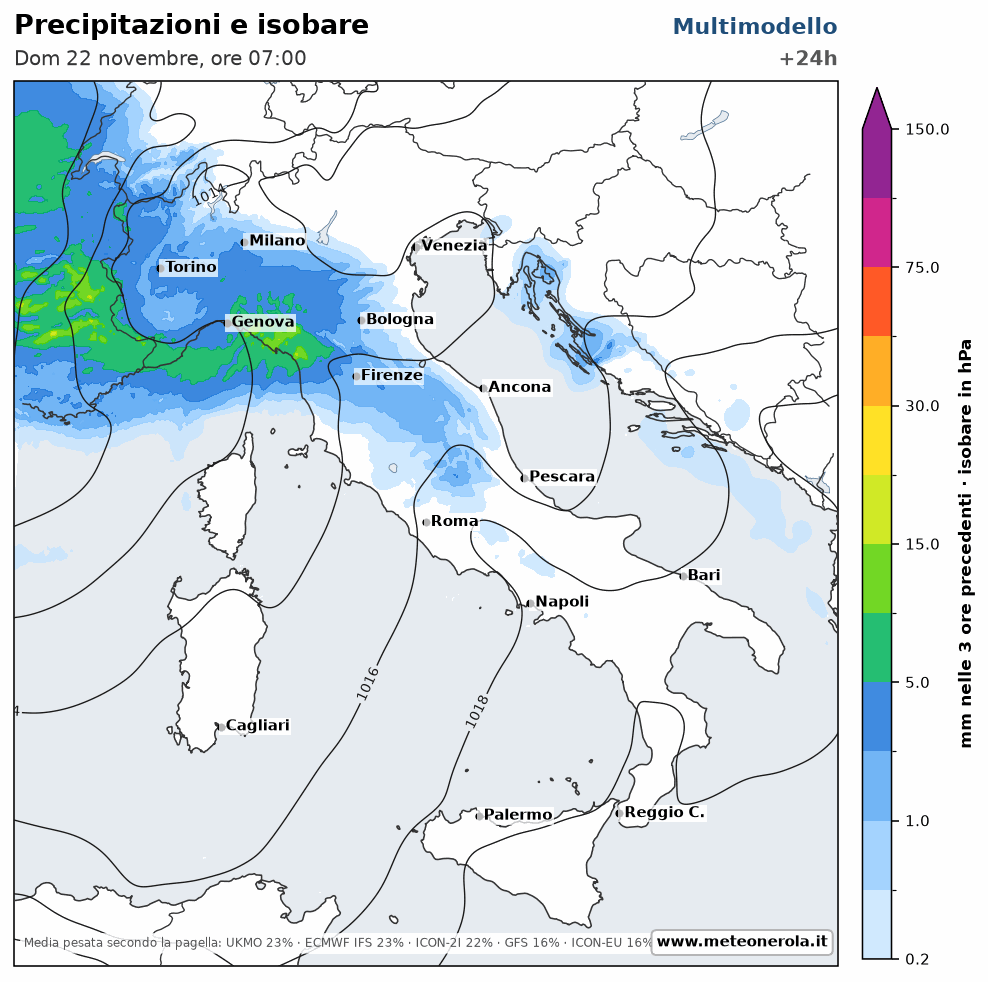 Precipitazioni e isobare
Multimodello
Dom 22 novembre, ore 07:00
+24h
150.0
75.0
30.0
15.0
5.0
1.0
0.2
mm nelle 3 ore precedenti · isobare in hPa
1014
Milano
Venezia
Torino
Genova
Bologna
Firenze
Ancona
Pescara
Roma
Bari
Napoli
1016
1018
4
Cagliari
Palermo
Reggio C.
Media pesata secondo la pagella: UKMO 23% · ECMWF IFS 23% · ICON-2I 22% · GFS 16% · ICON-EU 16%
www.meteonerola.it